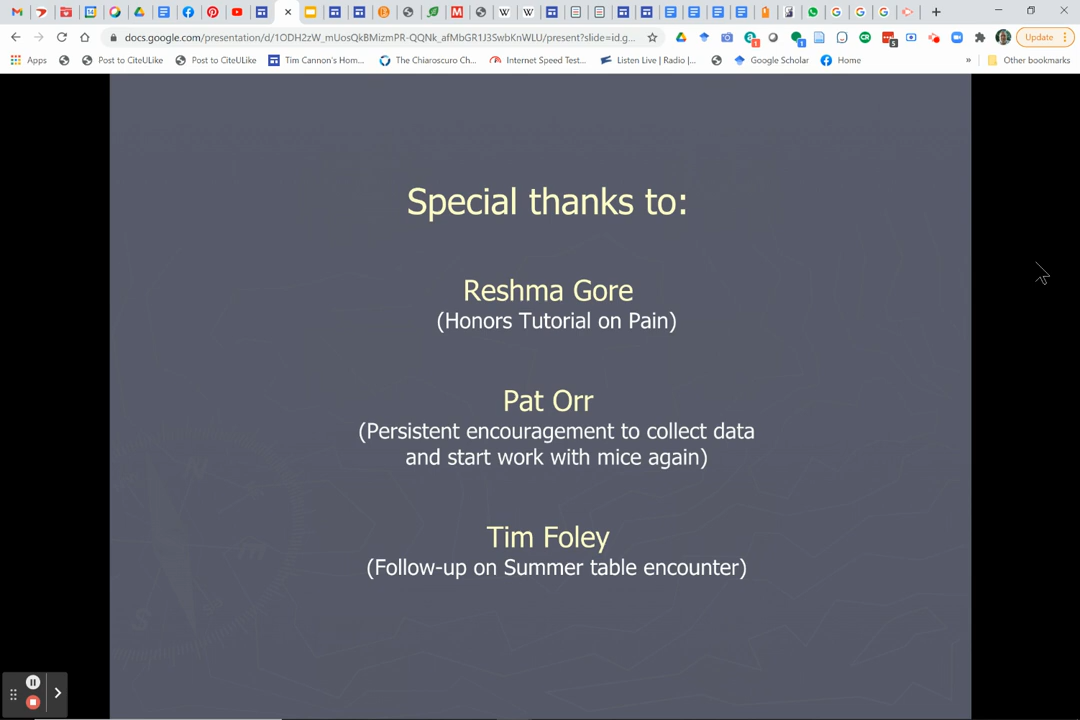 docs.google.com/presentation/d/1ODH2zW_mUosQkBMizmPR-QQNk_afMbGR1J3SwbKnWLU/present?slide=id.g...
Update
Apps
Post to CiteULike
Post to CiteULike
Tim Cannon's Hom...
The Chiaroscuro Ch...
Internet Speed Test...
Listen Live | Radio |...
Google Scholar
Home
»
Other bookmarks
Special thanks to:
Reshma Gore
(Honors Tutorial on Pain)
Pat Orr
(Persistent encouragement to collect data
and start work with mice again)
Tim Foley
(Follow-up on Summer table encounter)